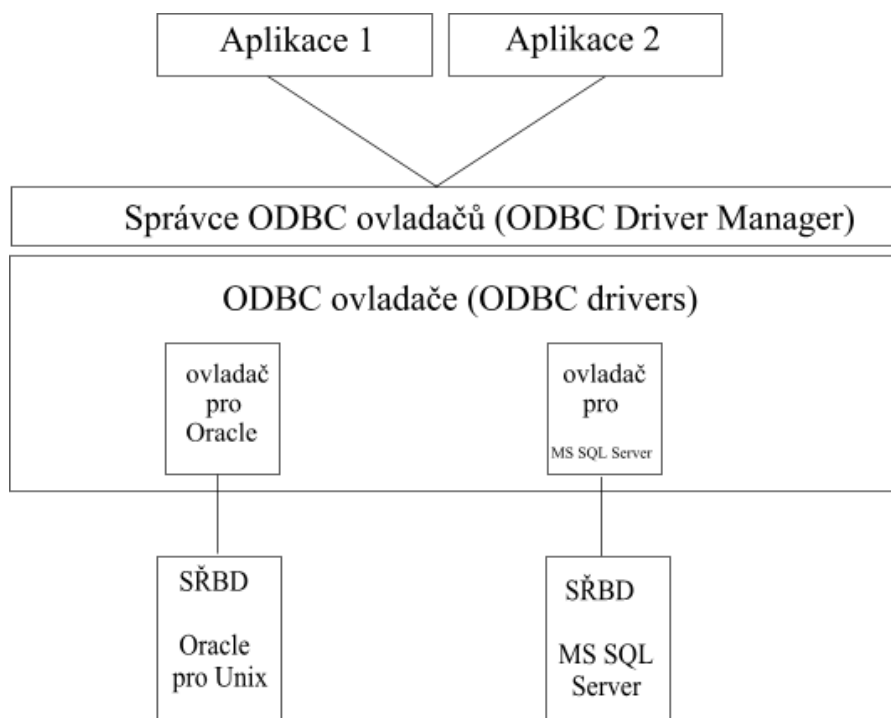 Aplikace 1
Aplikace 2
Správce ODBC ovladačů (ODBC Driver Manager)
ODBC ovladače (ODBC drivers)
ovladač
pro
Oracle
ovladač
pro
MS SQL Server
SŘBD
Oracle
pro Unix
SŘBD
MS SQL
Server